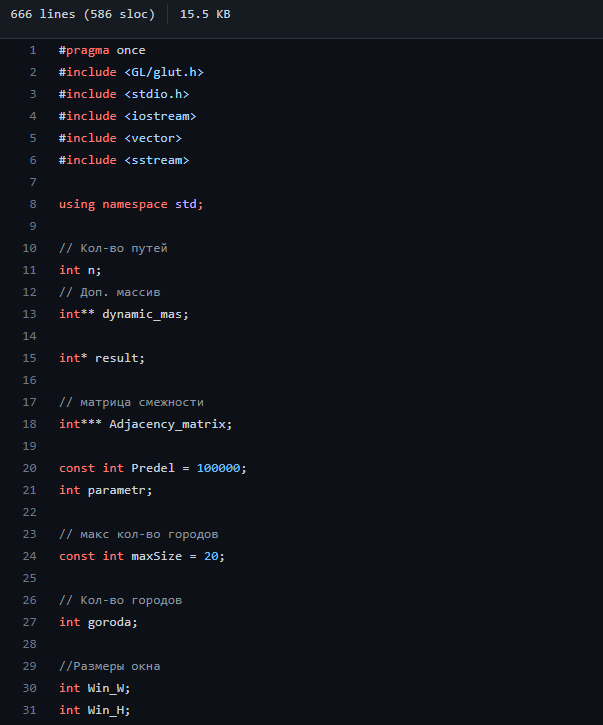 666 lines (586 sloc) 15.5 KB
1 #pragma once
2 #include <GL/glut.h>
3 #include <stdio.h>
4 #include <iostream>
5 #include <vector>
6 #include <sstream>
7
8 using namespace std;
9
10 // Кол-во путей
11 int n;
12 // Доп. массив
13 int** dynamic_mas;
14
15 int* result;
16
17 // матрица смежности
18 int*** Adjacency_matrix;
19
20 const int Predel = 100000;
21 int parametr;
22
23 // макс кол-во городов
24 const int maxSize = 20;
25
26 // Кол-во городов
27 int goroda;
28
29 //Размеры окна
30 int Win_W;
31 int Win_H;